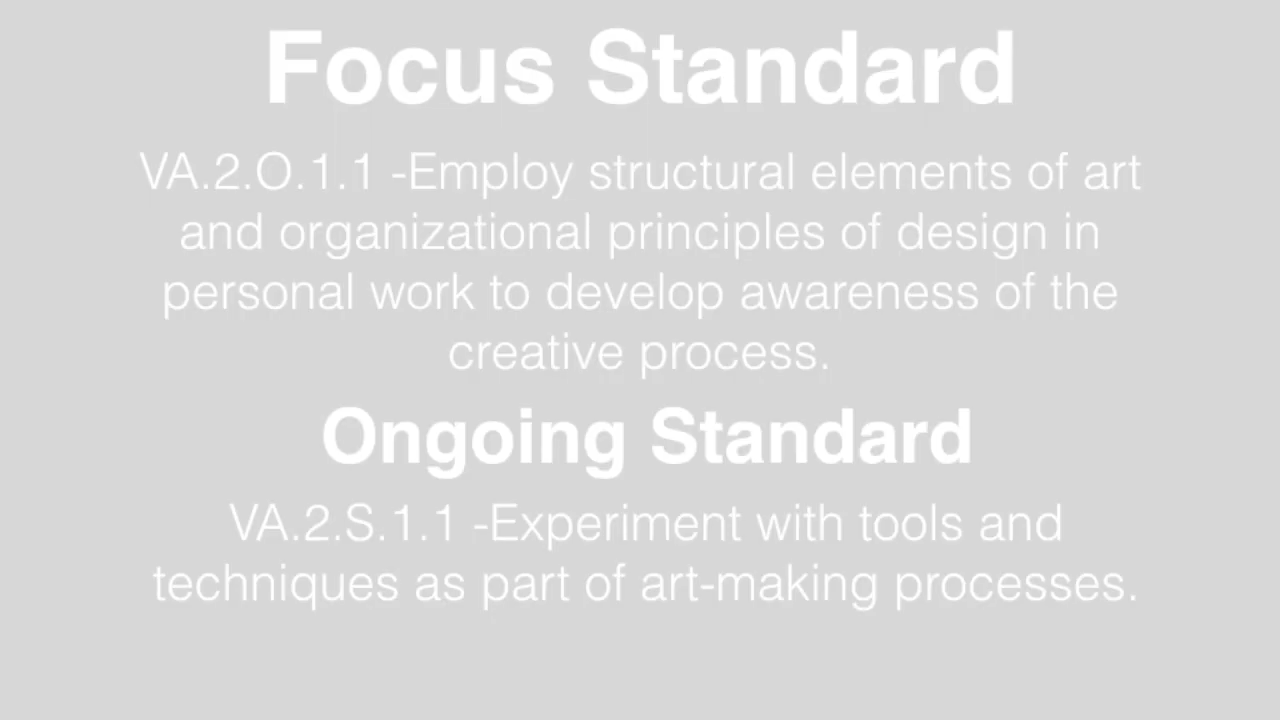 Focus Standard
VA.2.O.1.1 -Employ structural elements of art
and organizational principles of design in
personal work to develop awareness of the
creative process.
Ongoing Standard
VA.2.S.1.1 -Experiment with tools and
techniques as part of art-making processes.